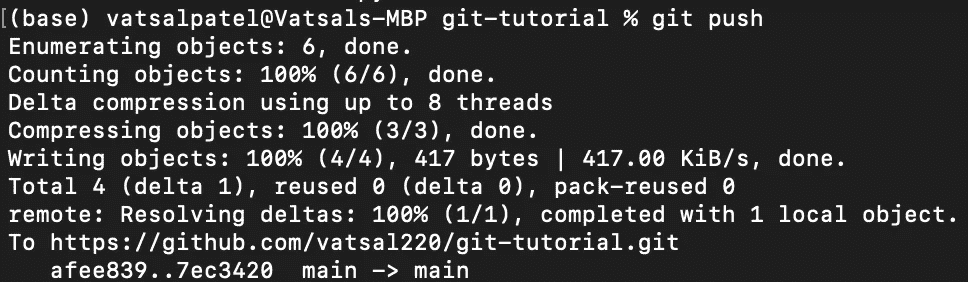 [(base) vatsalpatel@Vatsals-MBP git-tutorial % git push
Enumerating objects: 6, done.
Counting objects: 100% (6/6), done.
Delta compression using up to 8 threads
Compressing objects: 100% (3/3), done.
Writing objects: 100% (4/4), 417 bytes | 417.00 KiB/s, done.
Total 4 (delta 1), reused 0 (delta 0), pack-reused 0
remote: Resolving deltas: 100% (1/1), completed with 1 local object.
To https://github.com/vatsal220/git-tutorial.git
   afee839..7ec3420  main -> main